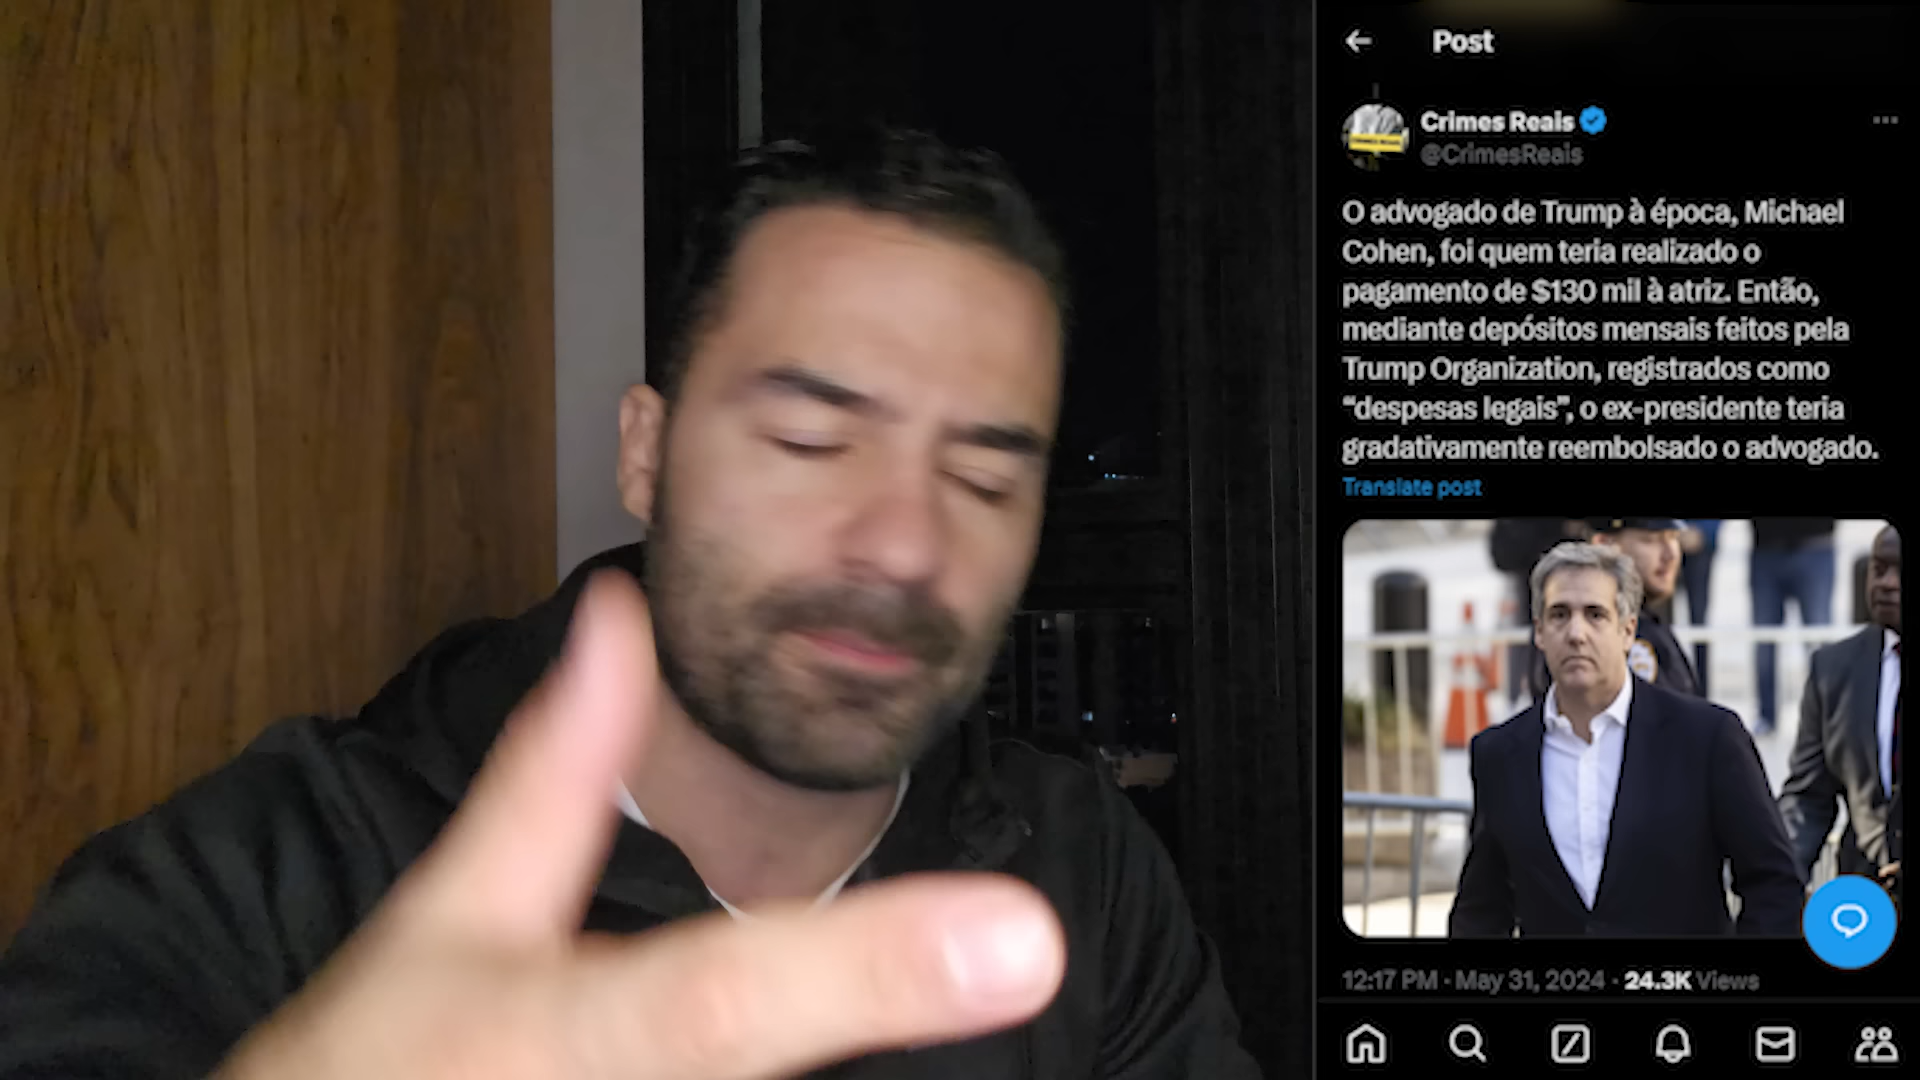 Post
Crimes Reais
@CrimesReais
O advogado de Trump à época, Michael
Cohen, foi quem teria realizado o
pagamento de $130 mil à atriz. Então,
mediante depósitos mensais feitos pela
Trump Organization, registrados como
“despesas legais”, o ex-presidente teria
gradativamente reembolsado o advogado.
Translate post
12:17 PM · May 31, 2024 · 24.3K Views